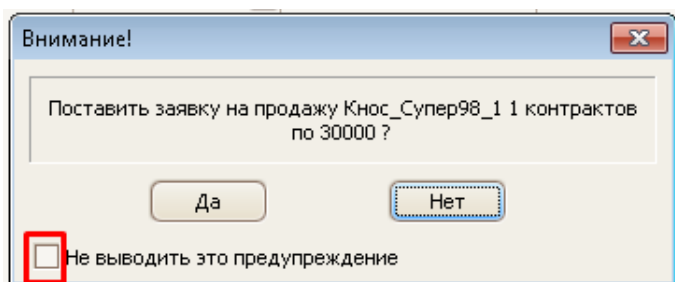 Внимание!
Поставить заявку на продажу Кнос_Супер98_1 1 контрактов
по 30000 ?
Да
Нет
Не выводить это предупреждение